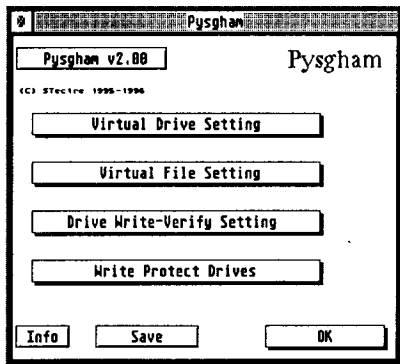 Pysgham
Pysgham v2.00 Pysgham
(C) STecire 1995-1996
Virtual Drive Setting
Virtual File Setting
Drive Write-Verify Setting
Write Protect Drives
Info Save OK